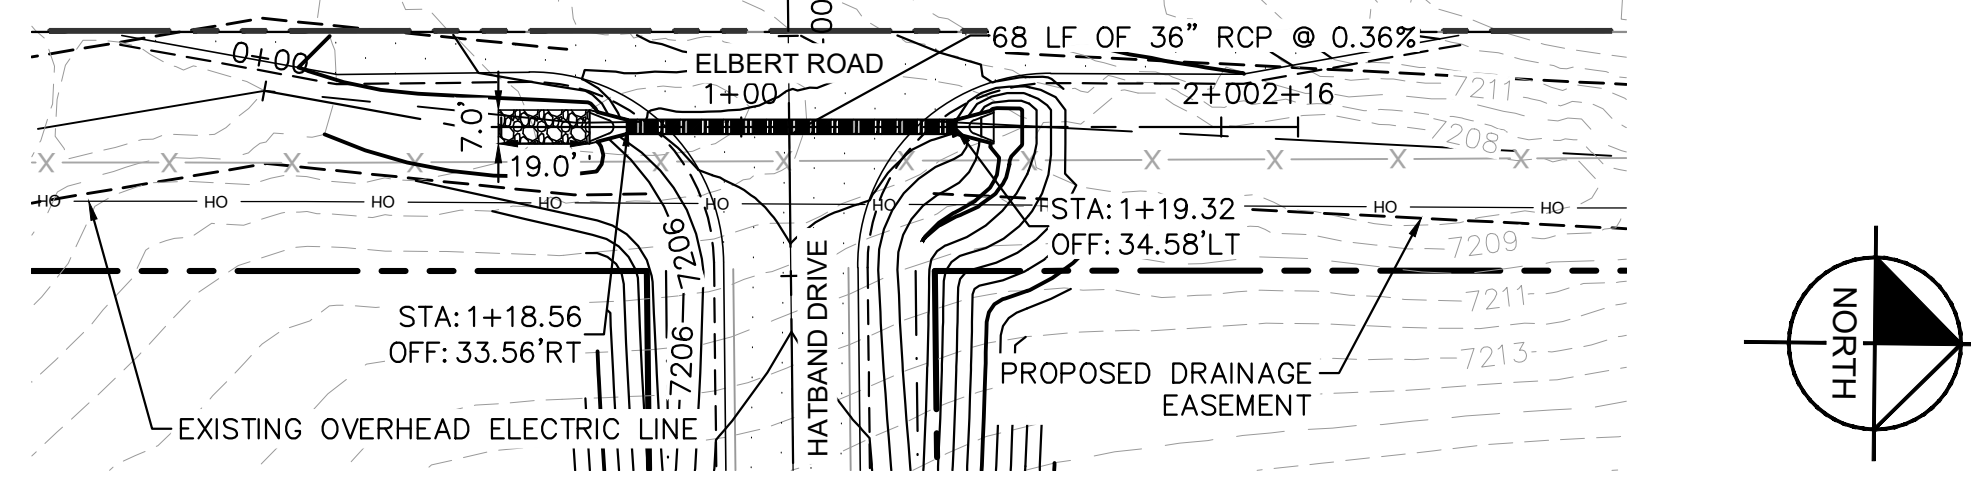 00
68 LF OF 36” RCP @ 0.36%
0+00
ELBERT ROAD
1+00
7211
2+002+16
7.0'
7208
19.0'
X X X X X X X X X X X X X
HO HO HO HO HO HO HO HO
STA: 1+19.32
OFF: 34.58'LT
7206
7209
HATBAND DRIVE
7211
STA: 1+18.56
OFF: 33.56'RT
7206
7213
PROPOSED DRAINAGE
EASEMENT
EXISTING OVERHEAD ELECTRIC LINE
NORTH